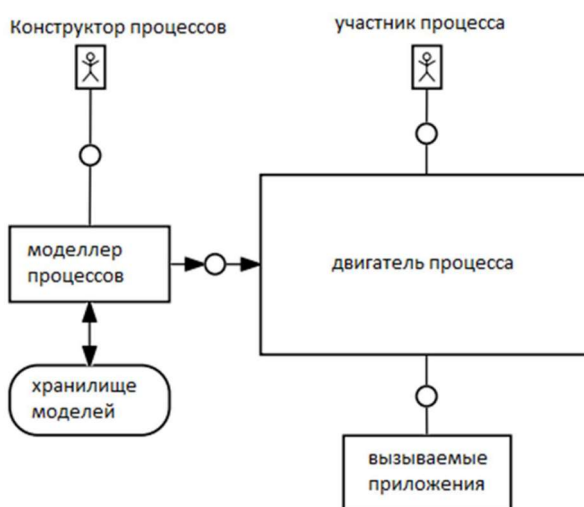 Конструктор процессов
участник процесса
моделлер
процессов
двигатель процесса
хранилище
моделей
вызываемые
приложения